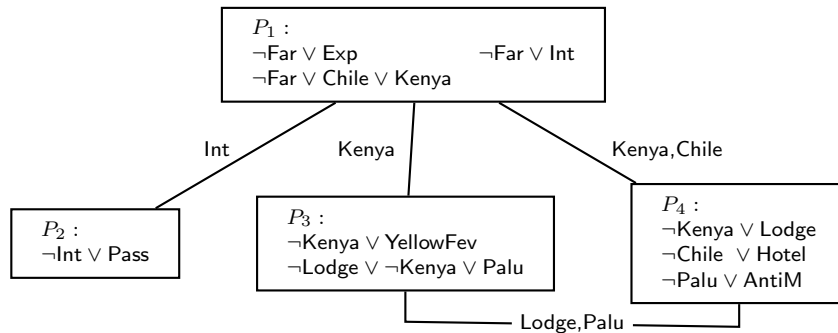 P₁ :
¬Far ∨ Exp ¬Far ∨ Int
¬Far ∨ Chile ∨ Kenya
Int
Kenya
Kenya,Chile
P₂ :
¬Int ∨ Pass
P₃ :
¬Kenya ∨ YellowFev
¬Lodge ∨ ¬Kenya ∨ Palu
P₄ :
¬Kenya ∨ Lodge
¬Chile ∨ Hotel
¬Palu ∨ AntiM
Lodge,Palu